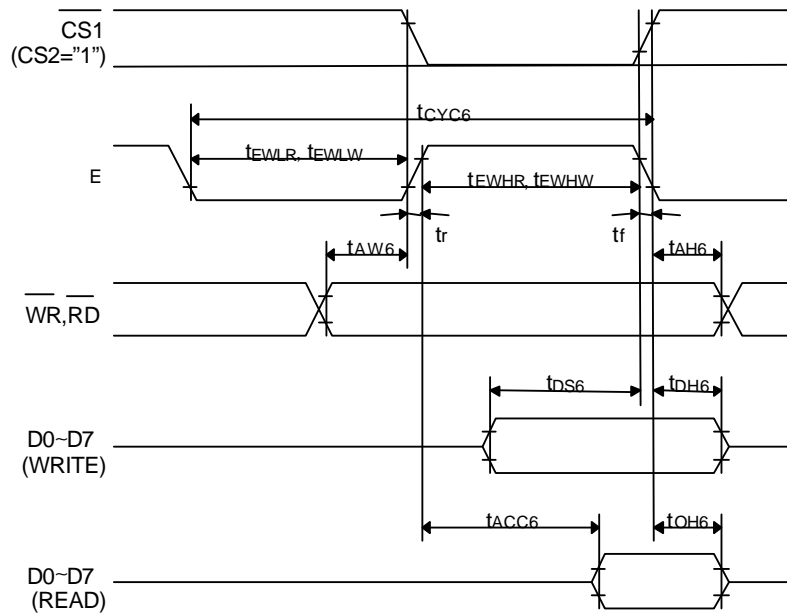 CS1
(CS2="1")
tCYC6
tEWLR, tEWLW
E
tEWHR, tEWHW
tr
tf
tAW6
tAH6
WR,RD
tDS6
tDH6
D0~D7
(WRITE)
tACC6
tOH6
D0~D7
(READ)